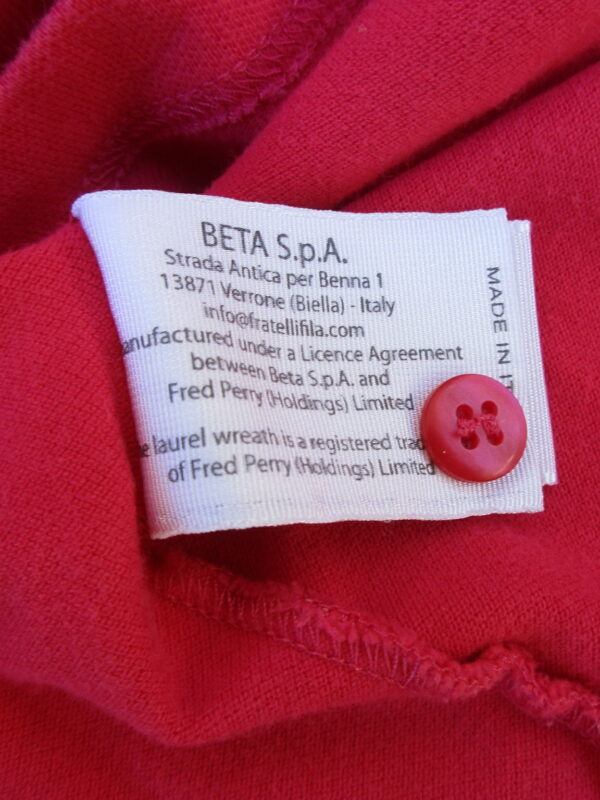 BETA S.p.A.
Strada Antica per Benna 1
13871 Verrone (Biella) - Italy
info@fratellifila.com
anufactured under a Licence Agreement
between Beta S.p.A. and
Fred Perry (Holdings) Limited
e laurel wreath is a registered trad
of Fred Perry (Holdings) Limited
MADE IN IT